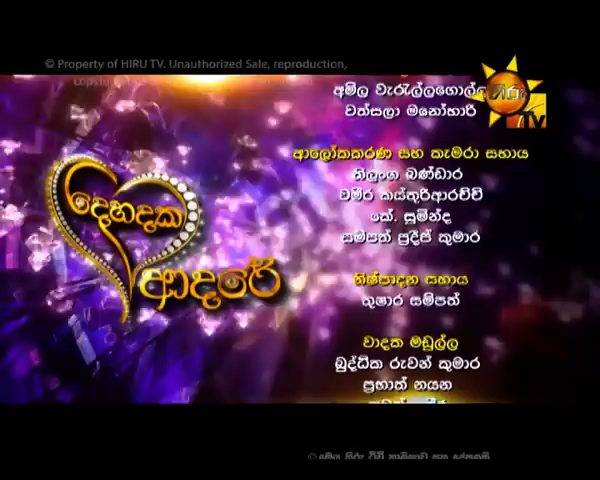 © Property of HIRU TV. Unauthorized Sale, reproduction,
අමිල වැරැල්ලගොල්ල
වත්සලා මනෝහාරි
හිරු
TV
ආලෝකකරණ සහ කැමරා සහාය
නිලංග බණ්ඩාර
චමීර කස්තුරිආරච්චි
කේ. සුමින්ද
සම්පත් ප්‍රදීප් කුමාර
දෙහදක
ආදරේ
නිෂ්පාදන සහාය
තුෂාර සම්පත්
වාදක මඩුල්ල
බුද්ධික රුවන් කුමාර
ප්‍රභාත් නයන